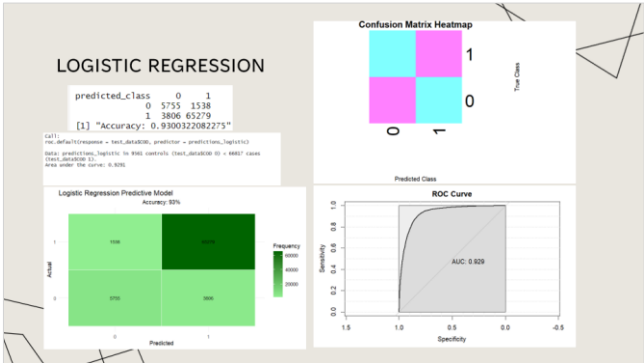 LOGISTIC REGRESSION
predicted_class 0 1
0 5755 1538
1 3806 65279
[1] "Accuracy: 0.9300322082275"
Call:
roc.default(response = test_data$COD, predictor = predictions_logistic)
Data: predictions_logistic in 9561 controls (test_data$COD 0) < 66817 cases
(test_data$COD 1).
Area under the curve: 0.9291
Confusion Matrix Heatmap
1
0
True Class
0
1
Predicted Class
Logistic Regression Predictive Model
Accuracy: 93%
Actual
1
1538
0
5755
3806
0
1
Predicted
Frequency
60000
40000
20000
ROC Curve
Sensitivity
1.0
0.8
0.6
0.4
0.2
0.0
AUC: 0.929
1.5
1.0
0.5
0.0
-0.5
Specificity